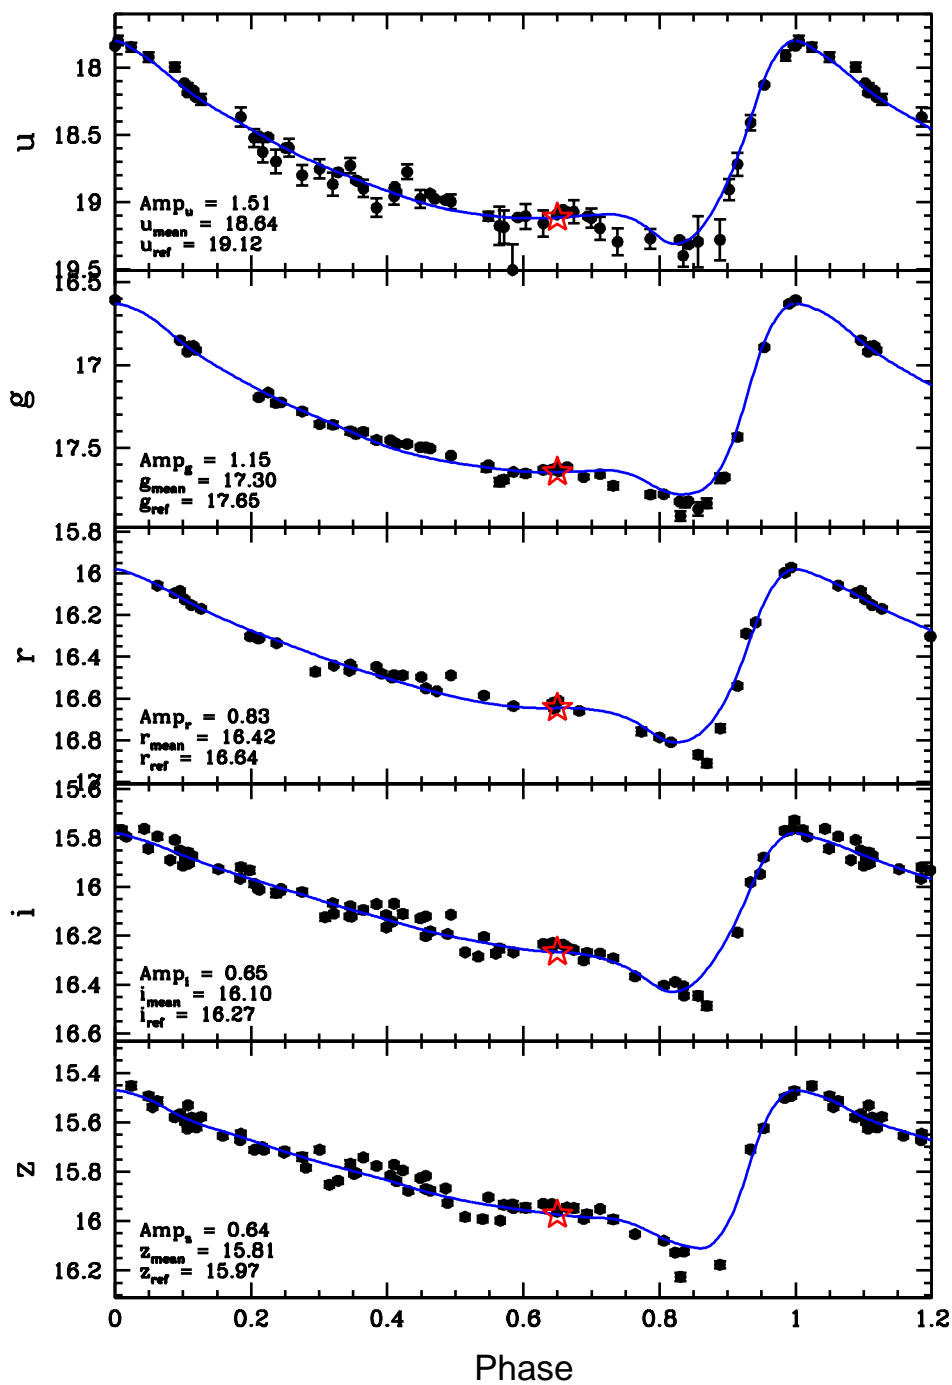 18
18.5
19
19.5
u
Amp_u = 1.51
u_mean = 18.64
u_ref = 19.12
16.5
17
17.5
g
Amp_g = 1.15
g_mean = 17.30
g_ref = 17.65
15.8
16
16.2
16.4
16.6
16.8
17
r
Amp_r = 0.83
r_mean = 16.42
r_ref = 16.64
15.6
15.8
16
16.2
16.4
16.6
i
Amp_i = 0.65
i_mean = 16.10
i_ref = 16.27
15.4
15.6
15.8
16
16.2
z
Amp_z = 0.64
z_mean = 15.81
z_ref = 15.97
0 0.2 0.4 0.6 0.8 1 1.2
Phase